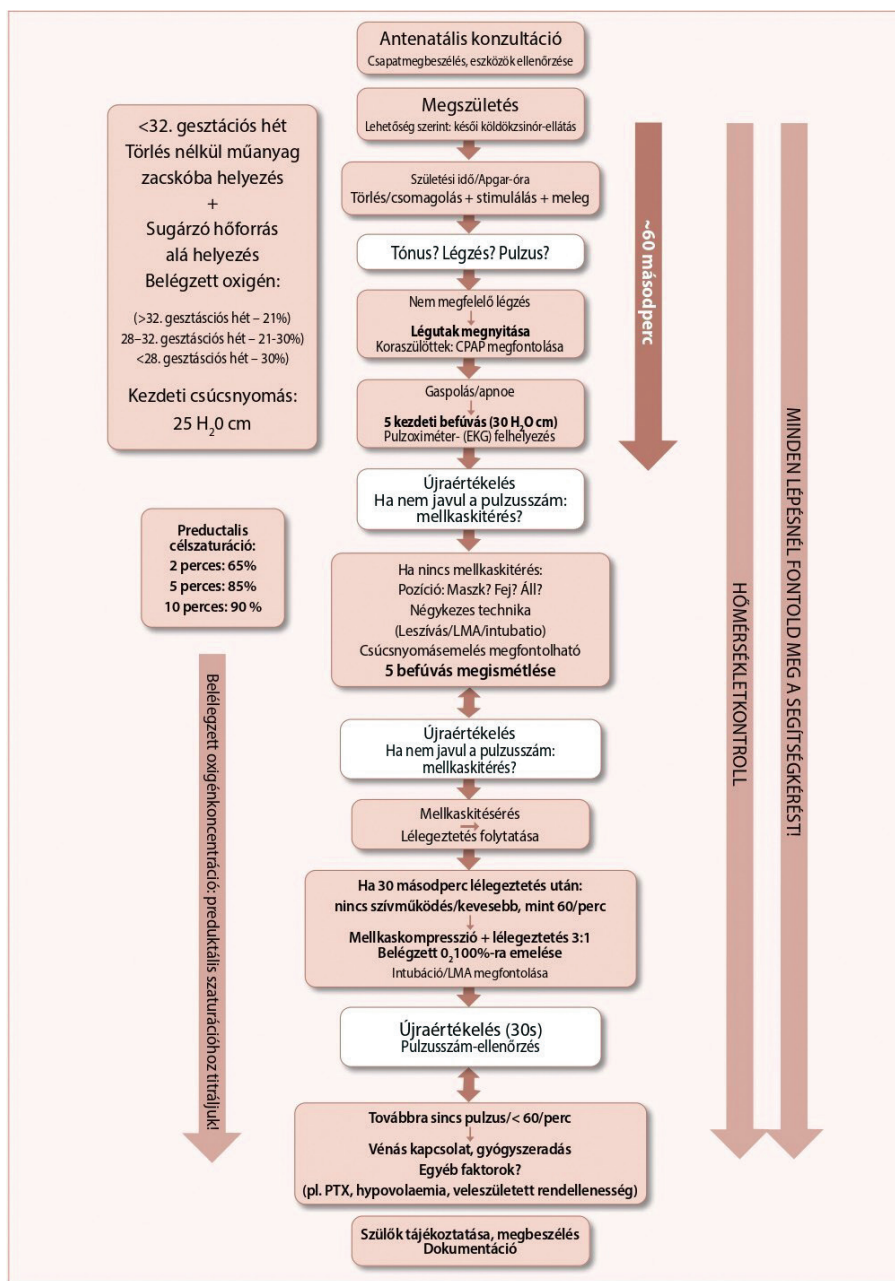 Antenatális konzultáció
Csapatmegbeszélés, eszközök ellenőrzése
Megszületés
Lehetőség szerint: késői köldökzsinór-ellátás
Születési idő/Apgar-óra
Törlés/csomagolás + stimulálás + meleg
Tónus? Légzés? Pulzus?
Nem megfelelő légzés
Légutak megnyitása
Koraszülöttek: CPAP megfontolása
Gaspolás/apnoe
5 kezdeti befúvás (30 H₂O cm)
Pulzoximéter- (EKG) felhelyezés
Újraértékelés
Ha nem javul a pulzusszám:
mellkaskitérés?
Ha nincs mellkaskitérés:
Pozíció: Maszk? Fej? Áll?
Négykezes technika
(Leszívás/LMA/intubatio)
Csúcsnyomásemelés megfontolható
5 befúvás megismétlése
Újraértékelés
Ha nem javul a pulzusszám:
mellkaskitérés?
Mellkaskitésérés
Lélegeztetés folytatása
Ha 30 másodperc lélegeztetés után:
nincs szívműködés/kevesebb, mint 60/perc
Mellkaskompresszió + lélegeztetés 3:1
Belégzett 0₂100%-ra emelése
Intubáció/LMA megfontolása
Újraértékelés (30s)
Pulzusszám-ellenőrzés
Továbbra sincs pulzus/< 60/perc
Vénás kapcsolat, gyógyszeradás
Egyéb faktorok?
(pl. PTX, hypovolaemia, veleszületett rendellenesség)
Szülők tájékoztatása, megbeszélés
Dokumentáció
<32. gesztációs hét
Törlés nélkül műanyag
zacskóba helyezés
+
Sugárzó hőforrás
alá helyezés
Belégzett oxigén:
(>32. gesztásciós hét – 21%)
28–32. gesztációs hét – 21-30%)
<28. gesztációs hét – 30%)
Kezdeti csúcsnyomás:
25 H₂0 cm
Preductalis
célszaturáció:
2 perces: 65%
5 perces: 85%
10 perces: 90 %
Belélegzett oxigénkoncentráció: preduktális szaturációhoz titráljuk!
~60 másodperc
HŐMÉRSÉKLETKONTROLL
MINDEN LÉPÉSNÉL FONTOLD MEG A SEGÍTSÉGKÉRÉST!